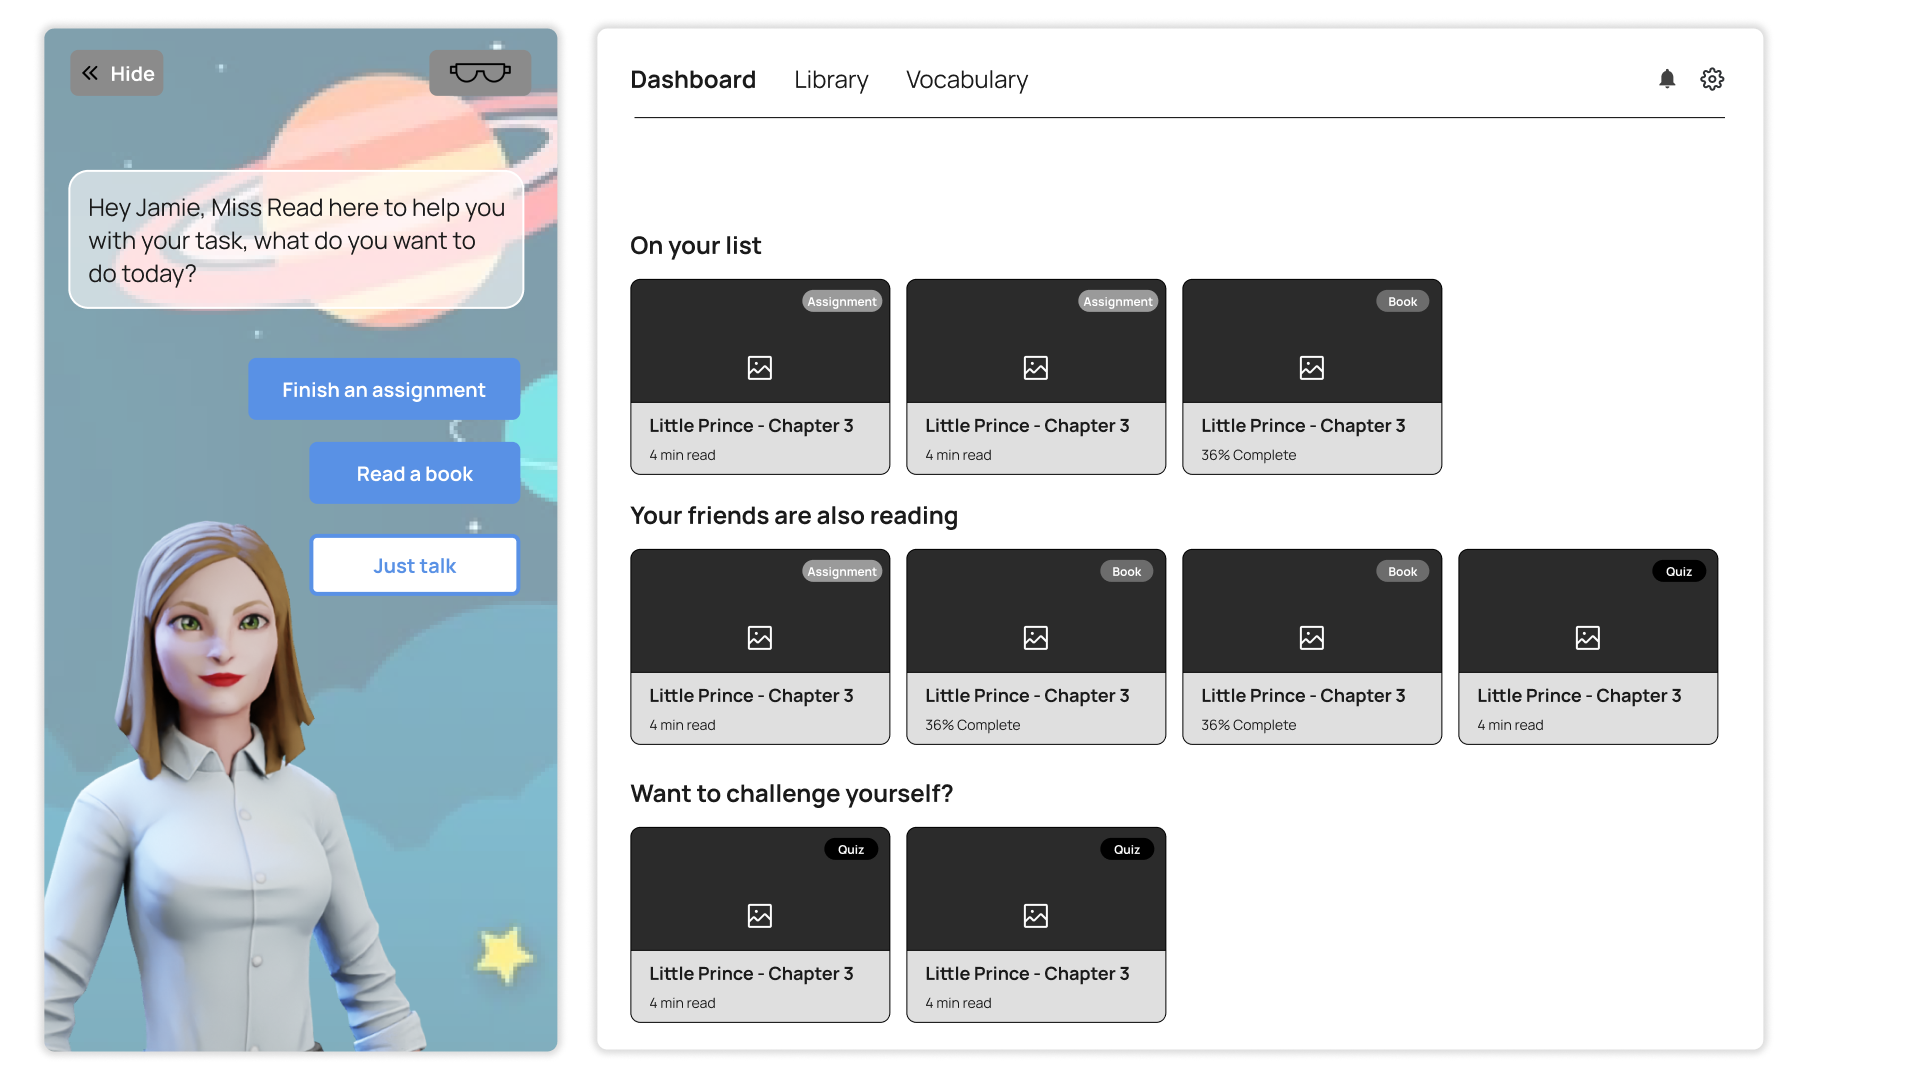 Hide
Hey Jamie, Miss Read here to help you
with your task, what do you want to
do today?
Finish an assignment
Read a book
Just talk
Dashboard Library Vocabulary
On your list
Assignment
Little Prince - Chapter 3
4 min read
Assignment
Little Prince - Chapter 3
4 min read
Book
Little Prince - Chapter 3
36% Complete
Your friends are also reading
Assignment
Little Prince - Chapter 3
4 min read
Book
Little Prince - Chapter 3
36% Complete
Book
Little Prince - Chapter 3
36% Complete
Quiz
Little Prince - Chapter 3
4 min read
Want to challenge yourself?
Quiz
Little Prince - Chapter 3
4 min read
Quiz
Little Prince - Chapter 3
4 min read